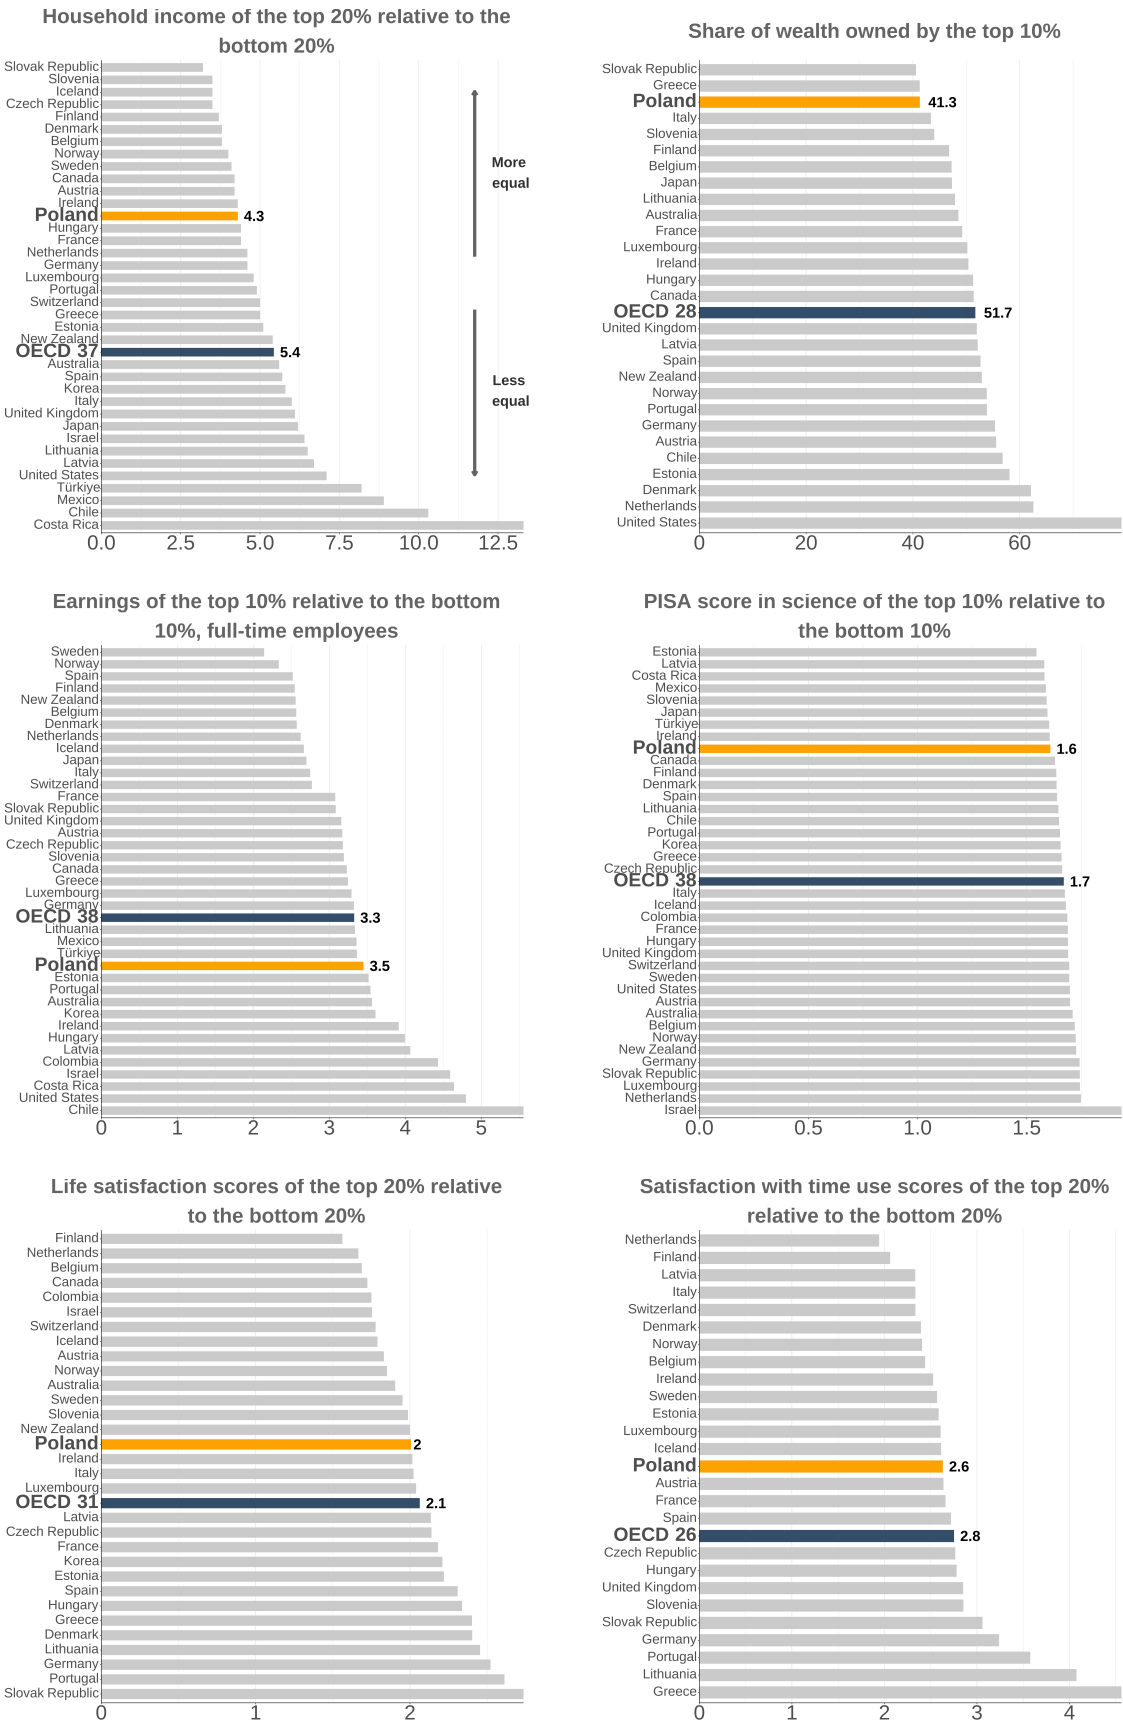 Household income of the top 20% relative to the
bottom 20%
Slovak Republic
Slovenia
Iceland
Czech Republic
Finland
Denmark
Belgium
Norway
Sweden
Canada
Austria
Ireland
Poland 4.3
Hungary
France
Netherlands
Germany
Luxembourg
Portugal
Switzerland
Greece
Estonia
New Zealand
OECD 37 5.4
Australia
Spain
Korea
Italy
United Kingdom
Japan
Israel
Lithuania
Latvia
United States
Türkiye
Mexico
Chile
Costa Rica
0.0 2.5 5.0 7.5 10.0 12.5
More
equal
Less
equal
Share of wealth owned by the top 10%
Slovak Republic
Greece
Poland 41.3
Italy
Slovenia
Finland
Belgium
Japan
Lithuania
Australia
France
Luxembourg
Ireland
Hungary
Canada
OECD 28 51.7
United Kingdom
Latvia
Spain
New Zealand
Norway
Portugal
Germany
Austria
Chile
Estonia
Denmark
Netherlands
United States
0 20 40 60
Earnings of the top 10% relative to the bottom
10%, full-time employees
Sweden
Norway
Spain
Finland
New Zealand
Belgium
Denmark
Netherlands
Iceland
Japan
Italy
Switzerland
France
Slovak Republic
United Kingdom
Austria
Czech Republic
Slovenia
Canada
Greece
Luxembourg
Germany
OECD 38 3.3
Lithuania
Mexico
Türkiye
Poland 3.5
Estonia
Portugal
Australia
Korea
Ireland
Hungary
Latvia
Colombia
Israel
Costa Rica
United States
Chile
0 1 2 3 4 5
PISA score in science of the top 10% relative to
the bottom 10%
Estonia
Latvia
Costa Rica
Mexico
Slovenia
Japan
Türkiye
Ireland
Poland 1.6
Canada
Finland
Denmark
Spain
Lithuania
Chile
Portugal
Korea
Greece
Czech Republic
OECD 38 1.7
Italy
Iceland
Colombia
France
Hungary
United Kingdom
Switzerland
Sweden
United States
Austria
Australia
Belgium
Norway
New Zealand
Germany
Slovak Republic
Luxembourg
Netherlands
Israel
0.0 0.5 1.0 1.5
Life satisfaction scores of the top 20% relative
to the bottom 20%
Finland
Netherlands
Belgium
Canada
Colombia
Israel
Switzerland
Iceland
Austria
Norway
Australia
Sweden
Slovenia
New Zealand
Poland 2
Ireland
Italy
Luxembourg
OECD 31 2.1
Latvia
Czech Republic
France
Korea
Estonia
Spain
Hungary
Greece
Denmark
Lithuania
Germany
Portugal
Slovak Republic
0 1 2
Satisfaction with time use scores of the top 20%
relative to the bottom 20%
Netherlands
Finland
Latvia
Italy
Switzerland
Denmark
Norway
Belgium
Ireland
Sweden
Estonia
Luxembourg
Iceland
Poland 2.6
Austria
France
Spain
OECD 26 2.8
Czech Republic
Hungary
United Kingdom
Slovenia
Slovak Republic
Germany
Portugal
Lithuania
Greece
0 1 2 3 4